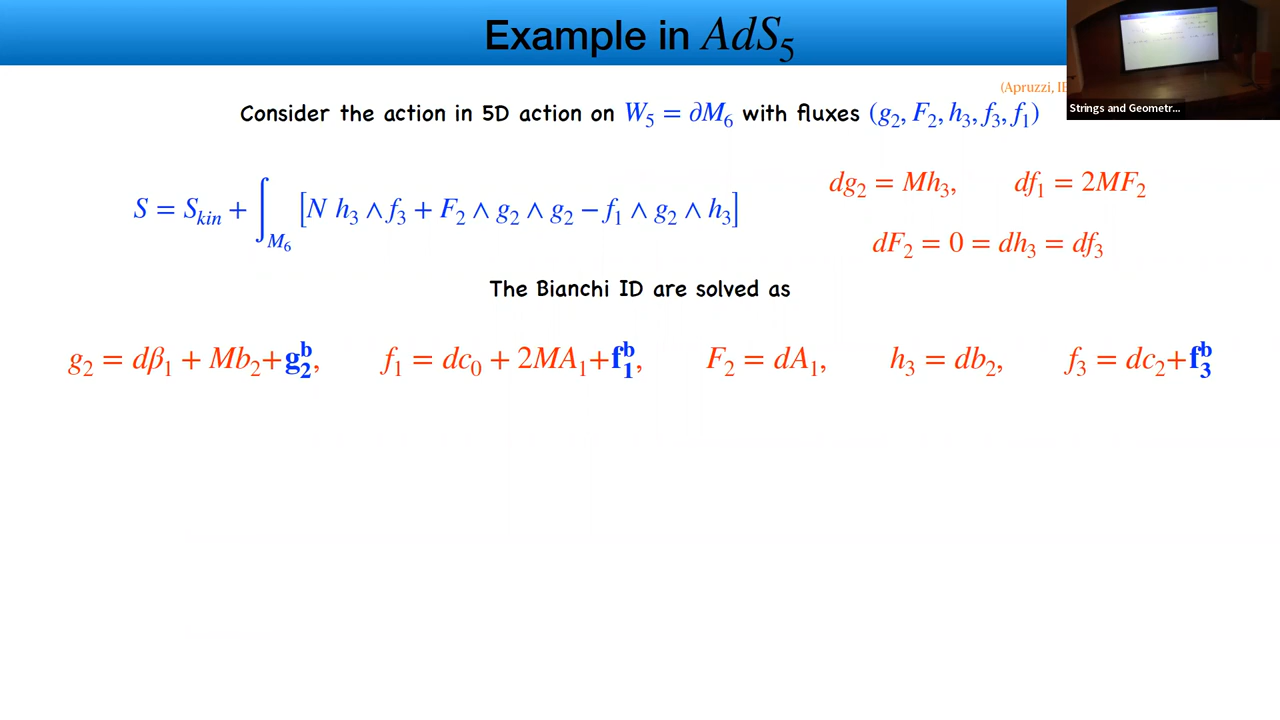 Example in AdS₅
(Apruzzi,
Consider the action in 5D action on W₅ = ∂M₆ with fluxes (g₂, F₂, h₃, f₃, f₁)
Strings and Geometr...
S = S_kin + ∫_{M₆} [N h₃ ∧ f₃ + F₂ ∧ g₂ ∧ g₂ − f₁ ∧ g₂ ∧ h₃]
dg₂ = Mh₃, df₁ = 2MF₂
dF₂ = 0 = dh₃ = df₃
The Bianchi ID are solved as
g₂ = dβ₁ + Mb₂+g₂ᵇ, f₁ = dc₀ + 2MA₁+f₁ᵇ, F₂ = dA₁, h₃ = db₂, f₃ = dc₂+f₃ᵇ